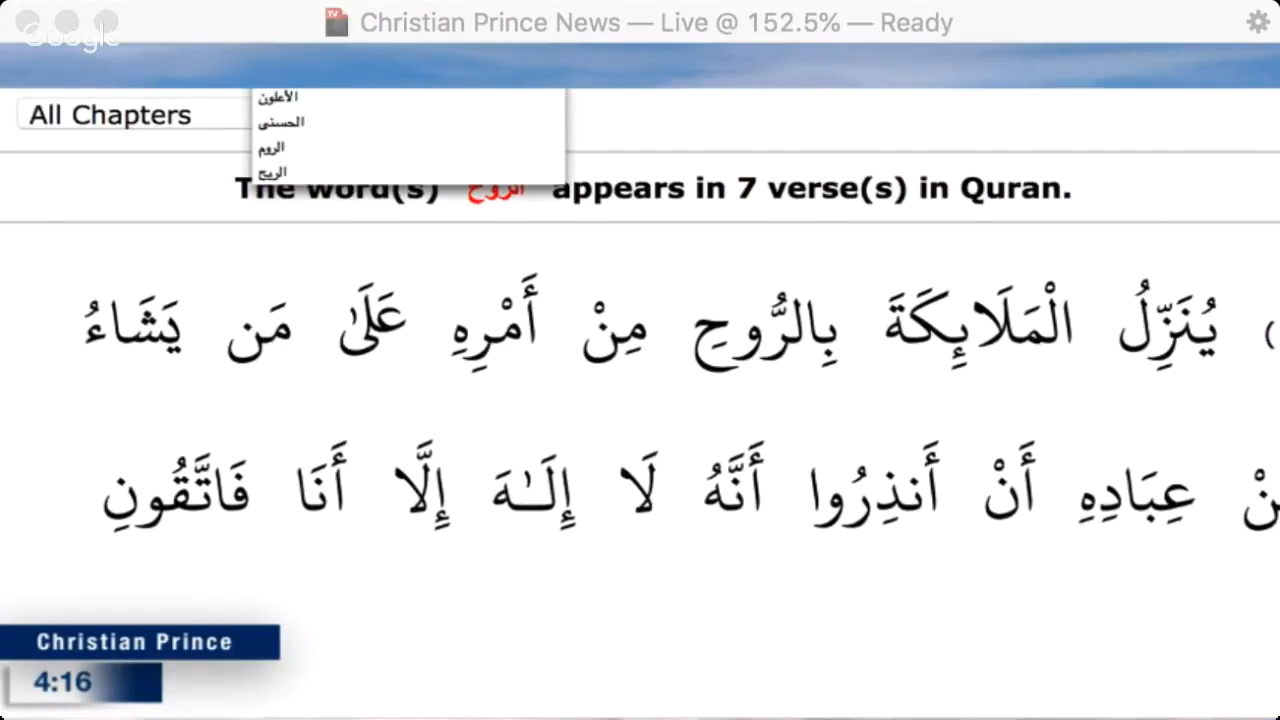 Christian Prince News — Live @ 152.5% — Ready
Google
All Chapters
الأعلون
الحسنى
الروم
الريح
The word(s) الروح appears in 7 verse(s) in Quran.
) يُنَزِّلُ الْمَلَائِكَةَ بِالرُّوحِ مِنْ أَمْرِهِ عَلَىٰ مَن يَشَاءُ
عِبَادِهِ أَنْ أَنذِرُوا أَنَّهُ لَا إِلَـٰهَ إِلَّا أَنَا فَاتَّقُونِ
Christian Prince
4:16